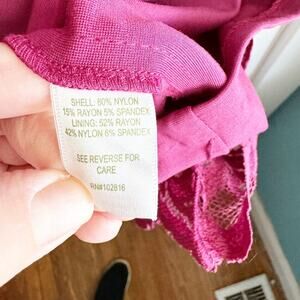 SHELL: 80% NYLON
15% RAYON 5% SPANDEX
LINING: 52% RAYON
42% NYLON 6% SPANDEX
SEE REVERSE FOR
CARE
RN#102816